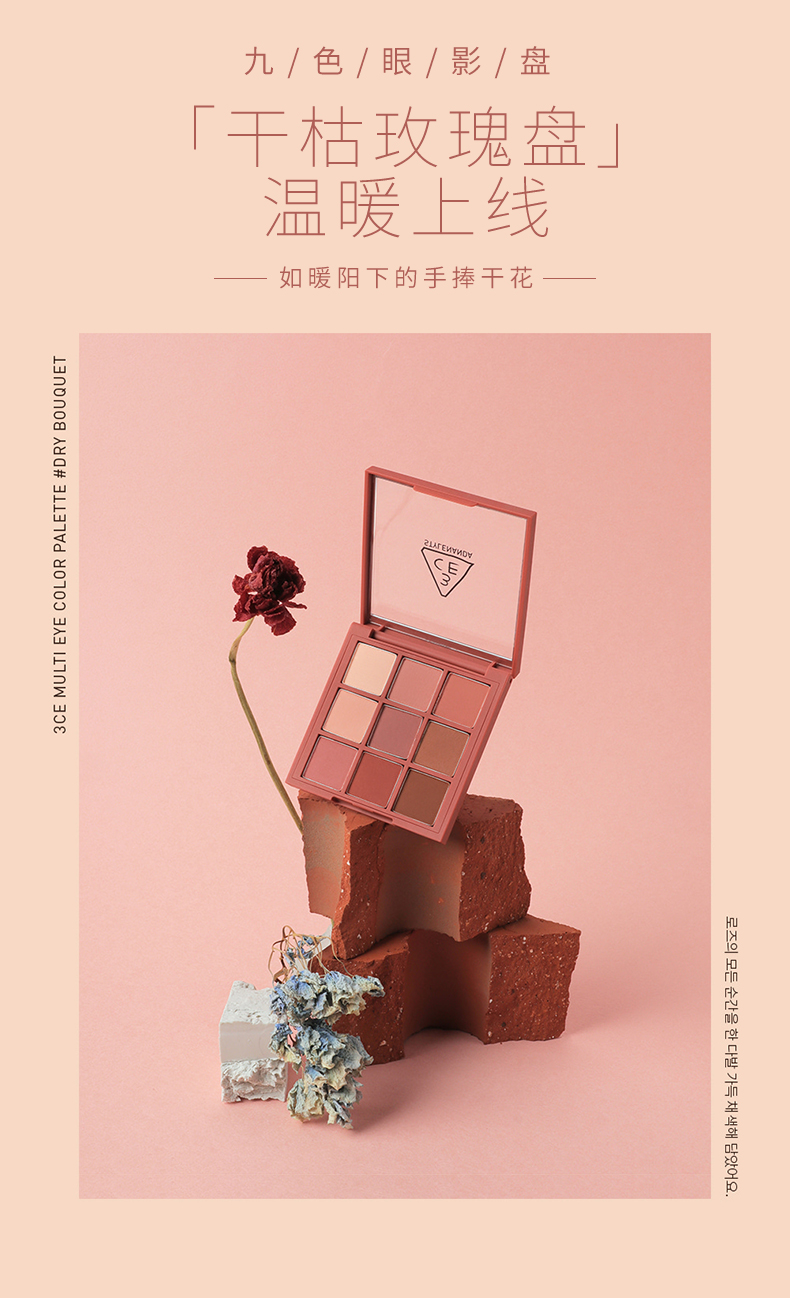 九/色/眼/影/盘
「干枯玫瑰盘」
温暖上线
如暖阳下的手捧干花
3CE MULTI EYE COLOR PALETTE #DRY BOUQUET
STYLENANDA
3CE
로즈의 모든 순간을 한 다발 가득 채색해 담았어요.